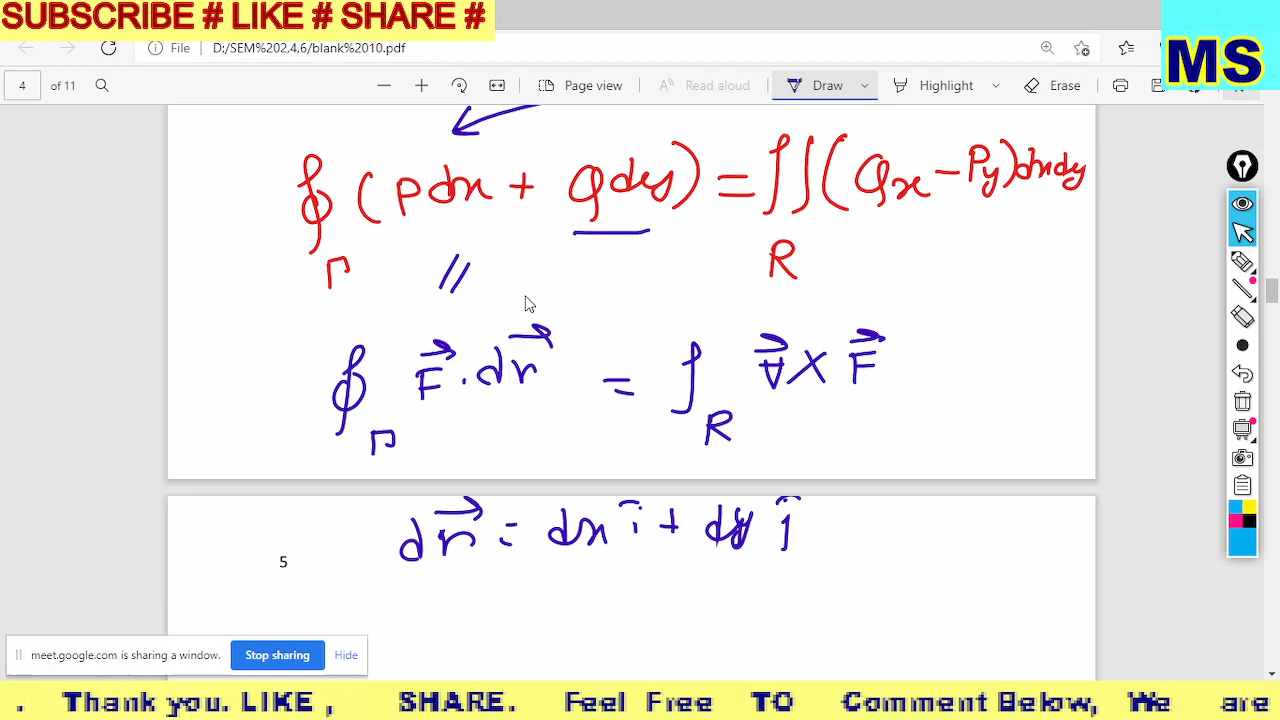 SUBSCRIBE # LIKE # SHARE #
MS
File D:/SEM%202,4.6/blank%2010.pdf
4 of 11 Page view Read aloud Draw Highlight Erase
∮ (Pdx + Qdy) = ∬ (Qx − Py)dxdy
Γ R
//
∮ F⃗ . dr⃗ = ∫ ∇⃗ X F⃗
Γ R
dr⃗ = dx î + dy ĵ
5
meet.google.com is sharing a window. Stop sharing Hide
. Thank you. LIKE , SHARE. Feel Free TO Comment Below, We are